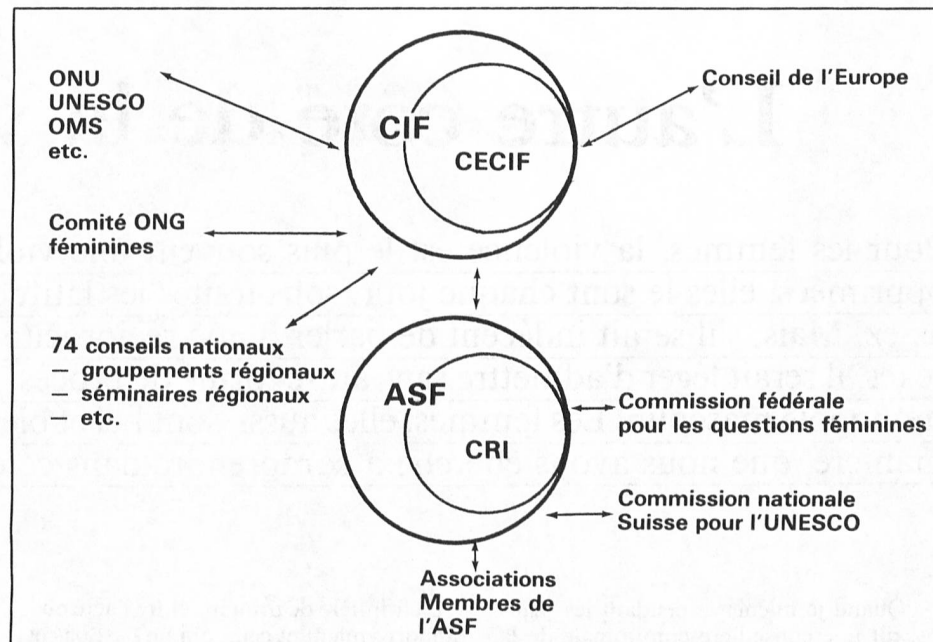 ONU
UNESCO
OMS
etc.
CIF
CECIF
Conseil de l'Europe
Comité ONG
féminines
74 conseils nationaux
— groupements régionaux
— séminaires régionaux
etc.
ASF
CRI
Commission fédérale
pour les questions féminines
Commission nationale
Suisse pour l'UNESCO
Associations
Membres de
l'ASF